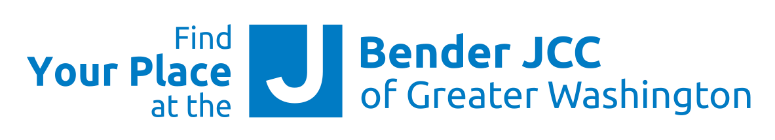 Find
Your Place
at the
J
Bender JCC
of Greater Washington